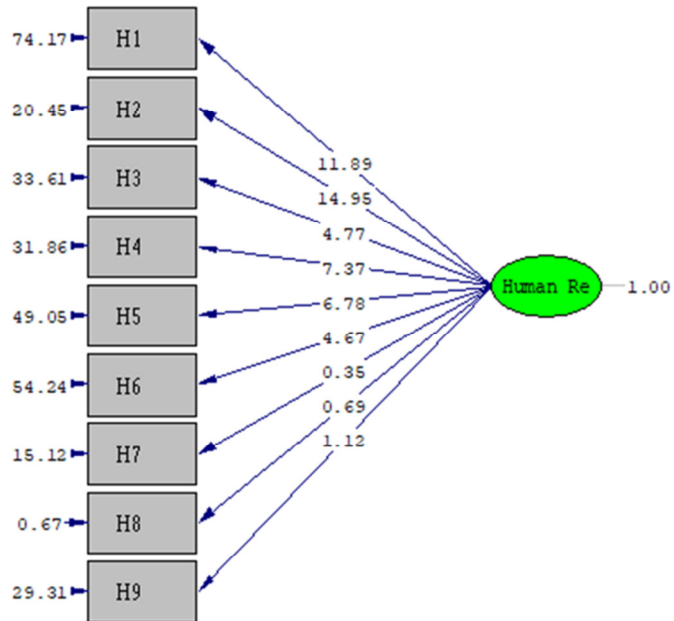 74.17 H1
20.45 H2
33.61 H3
31.86 H4
49.05 H5
54.24 H6
15.12 H7
0.67 H8
29.31 H9
11.89
14.95
4.77
7.37
6.78
4.67
0.35
0.69
1.12
Human Re 1.00